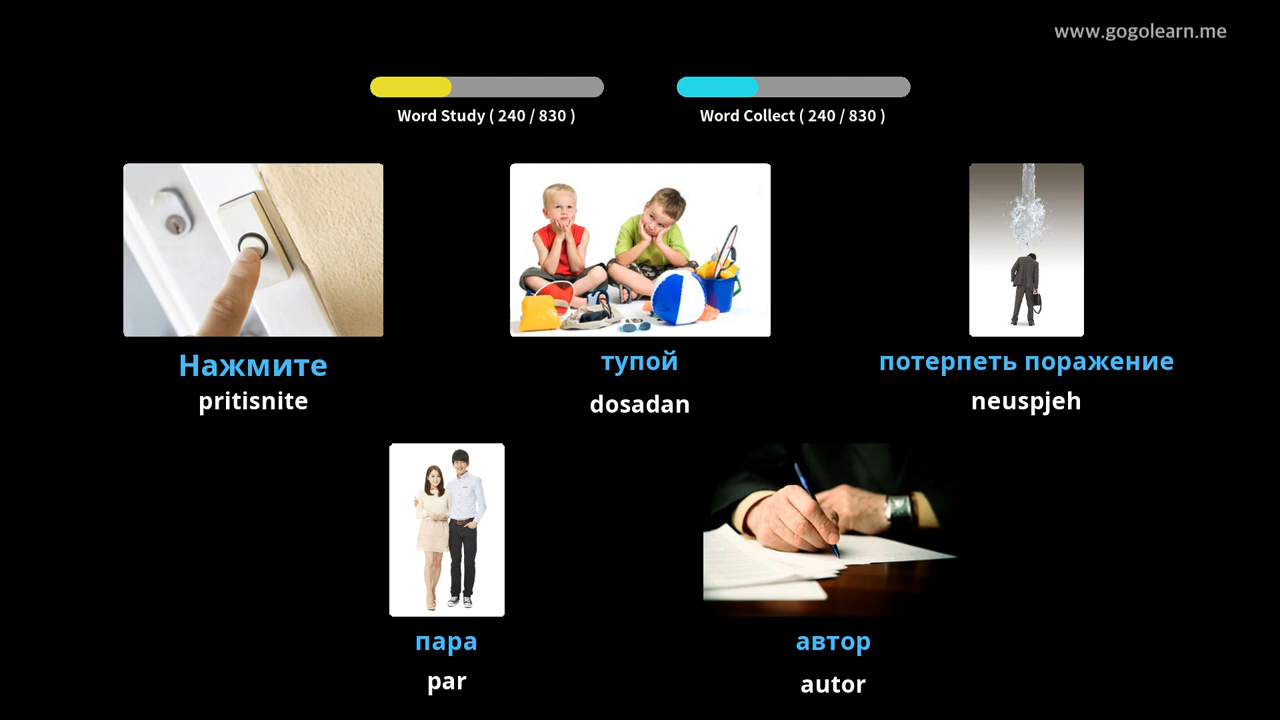 www.gogolearn.me
Word Study ( 240 / 830 )
Word Collect ( 240 / 830 )
Нажмите
pritisnite
тупой
dosadan
потерпеть поражение
neuspjeh
пара
par
автор
autor